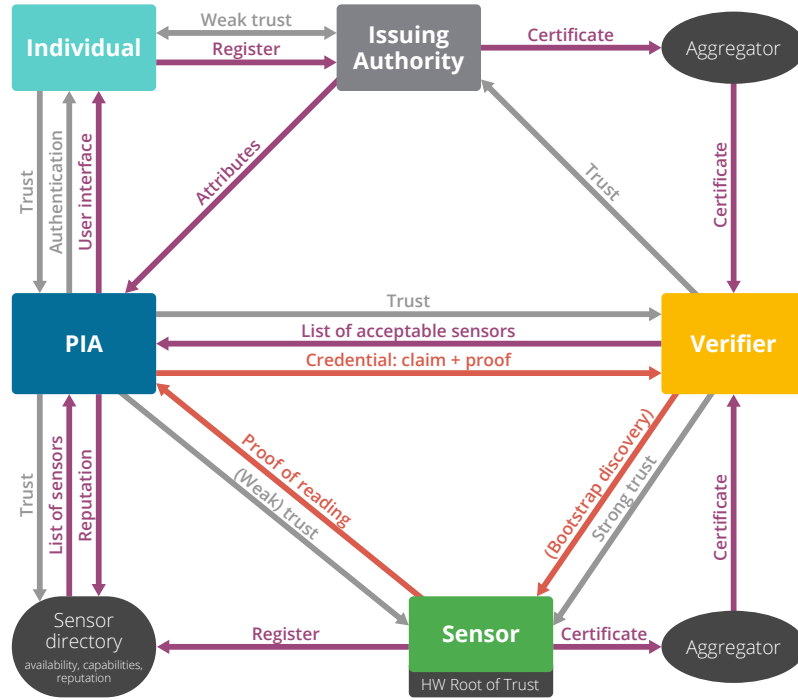 Individual
Weak trust
Register
Issuing
Authority
Certificate
Aggregator
Trust
Authentication
User interface
Attributes
Trust
Certificate
PIA
Trust
List of acceptable sensors
Credential: claim + proof
Verifier
Trust
List of sensors
Reputation
Proof of reading
(Weak) trust
(Bootstrap discovery)
Strong trust
Certificate
Sensor
directory
availability, capabilities,
reputation
Register
Sensor
HW Root of Trust
Certificate
Aggregator